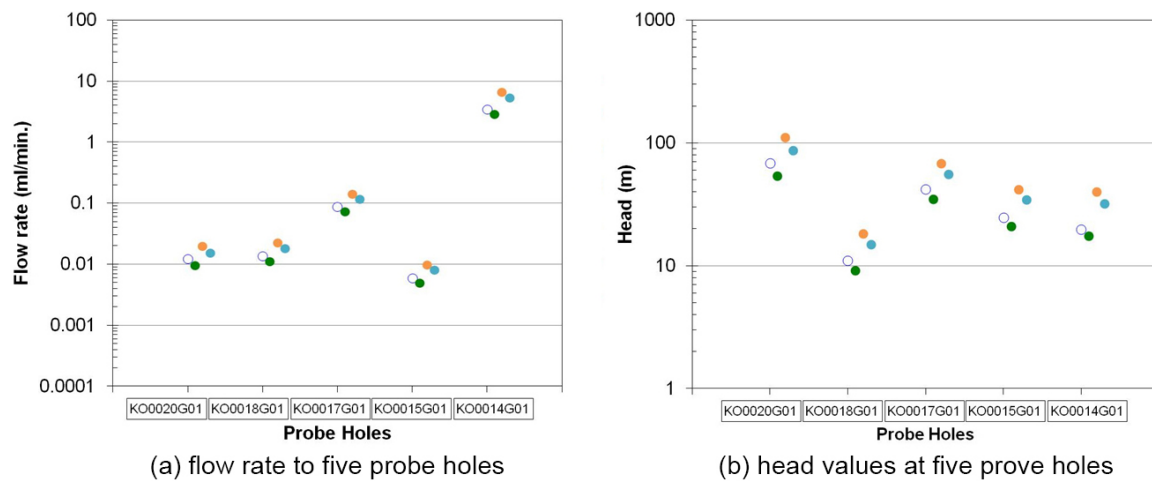 100
10
1
0.1
0.01
0.001
0.0001
Flow rate (ml/min.)
KO0020G01 KO0018G01 KO0017G01 KO0015G01 KO0014G01
Probe Holes
(a) flow rate to five probe holes
1000
100
10
1
Head (m)
KO0020G01 KO0018G01 KO0017G01 KO0015G01 KO0014G01
Probe Holes
(b) head values at five prove holes